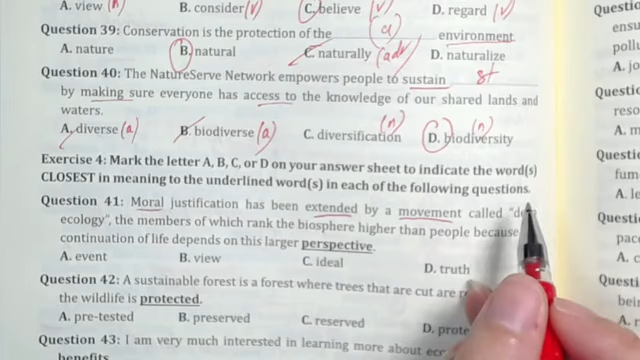 A. view (n) B. consider (v) C. believe (v) D. regard (v)
Question 39: Conservation is the protection of the (a) environment
A. nature B. natural C. naturally (adv) D. naturalize
Question 40: The NatureServe Network empowers people to sustain st
by making sure everyone has access to the knowledge of our shared lands and
waters.
A. diverse (a) B. biodiverse (a) C. diversification (n) D. biodiversity (n)
Exercise 4: Mark the letter A, B, C, or D on your answer sheet to indicate the word(s)
CLOSEST in meaning to the underlined word(s) in each of the following questions.
Question 41: Moral justification has been extended by a movement called
ecology", the members of which rank the biosphere higher than people because
continuation of life depends on this larger perspective.
A. event B. view C. ideal D. truth
Question 42: A sustainable forest is a forest where trees that are cut are
the wildlife is protected.
A. pre-tested B. preserved C. reserved D.
Question 43: I am very much interested in learning more about
benefits.